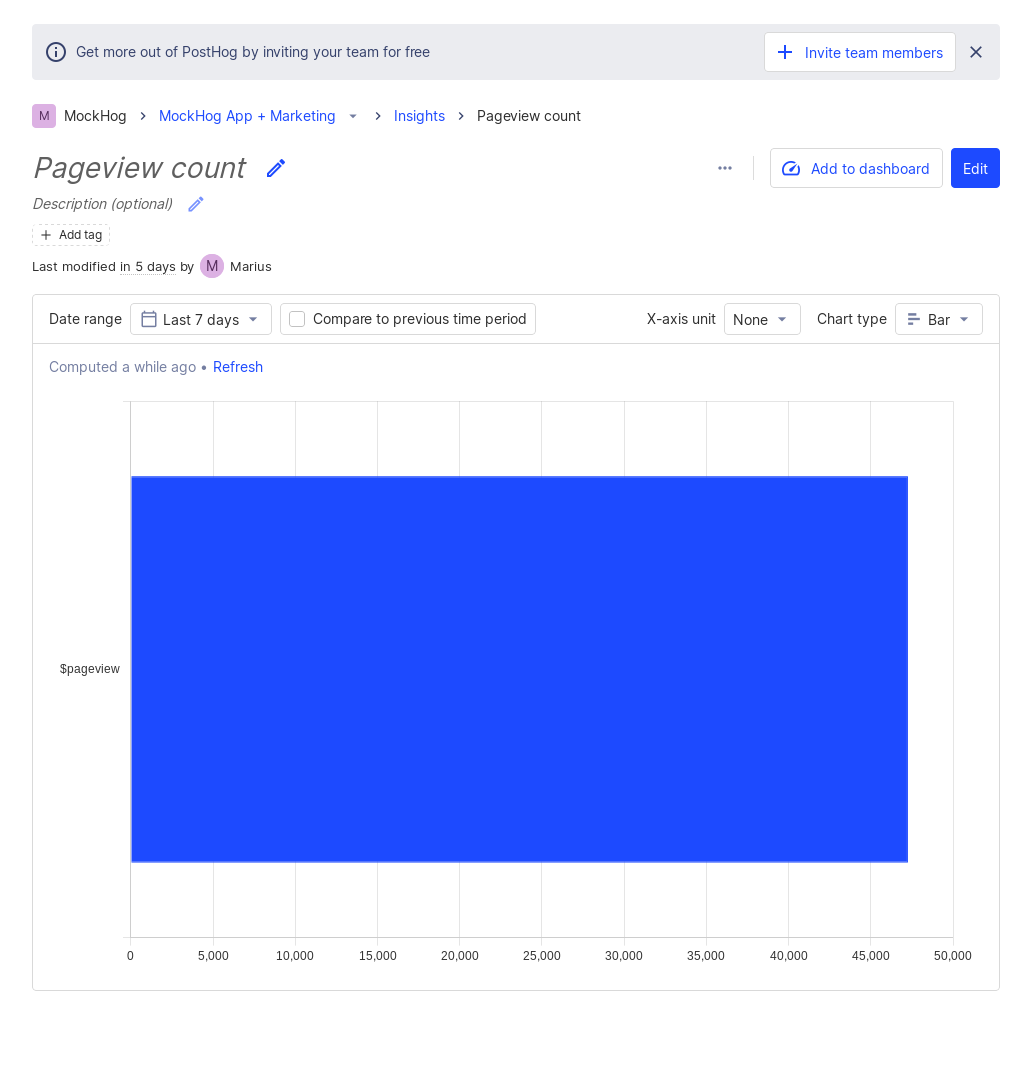 Get more out of PostHog by inviting your team for free
Invite team members
M MockHog MockHog App + Marketing Insights Pageview count
Pageview count
Add to dashboard
Edit
Description (optional)
Add tag
Last modified in 5 days by M Marius
Date range Last 7 days Compare to previous time period X-axis unit None Chart type Bar
Computed a while ago • Refresh
$pageview
0 5,000 10,000 15,000 20,000 25,000 30,000 35,000 40,000 45,000 50,000